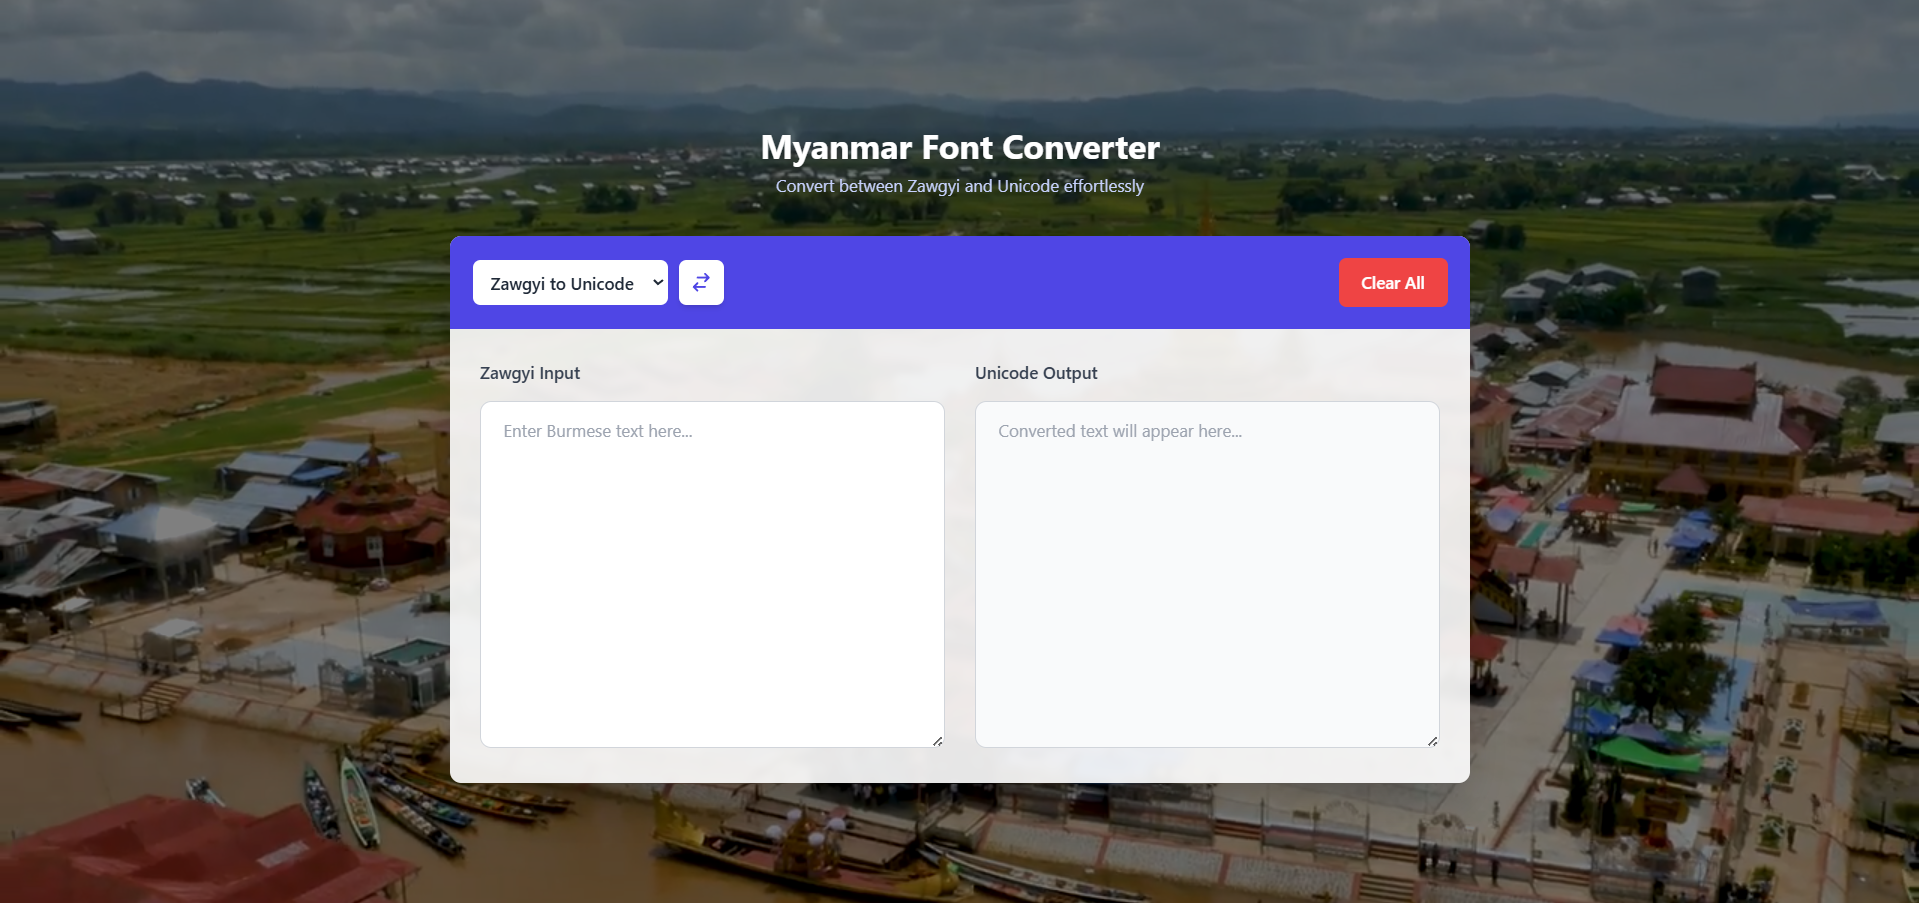 Myanmar Font Converter
Convert between Zawgyi and Unicode effortlessly
Zawgyi to Unicode
Clear All
Zawgyi Input
Unicode Output
Enter Burmese text here...
Converted text will appear here...